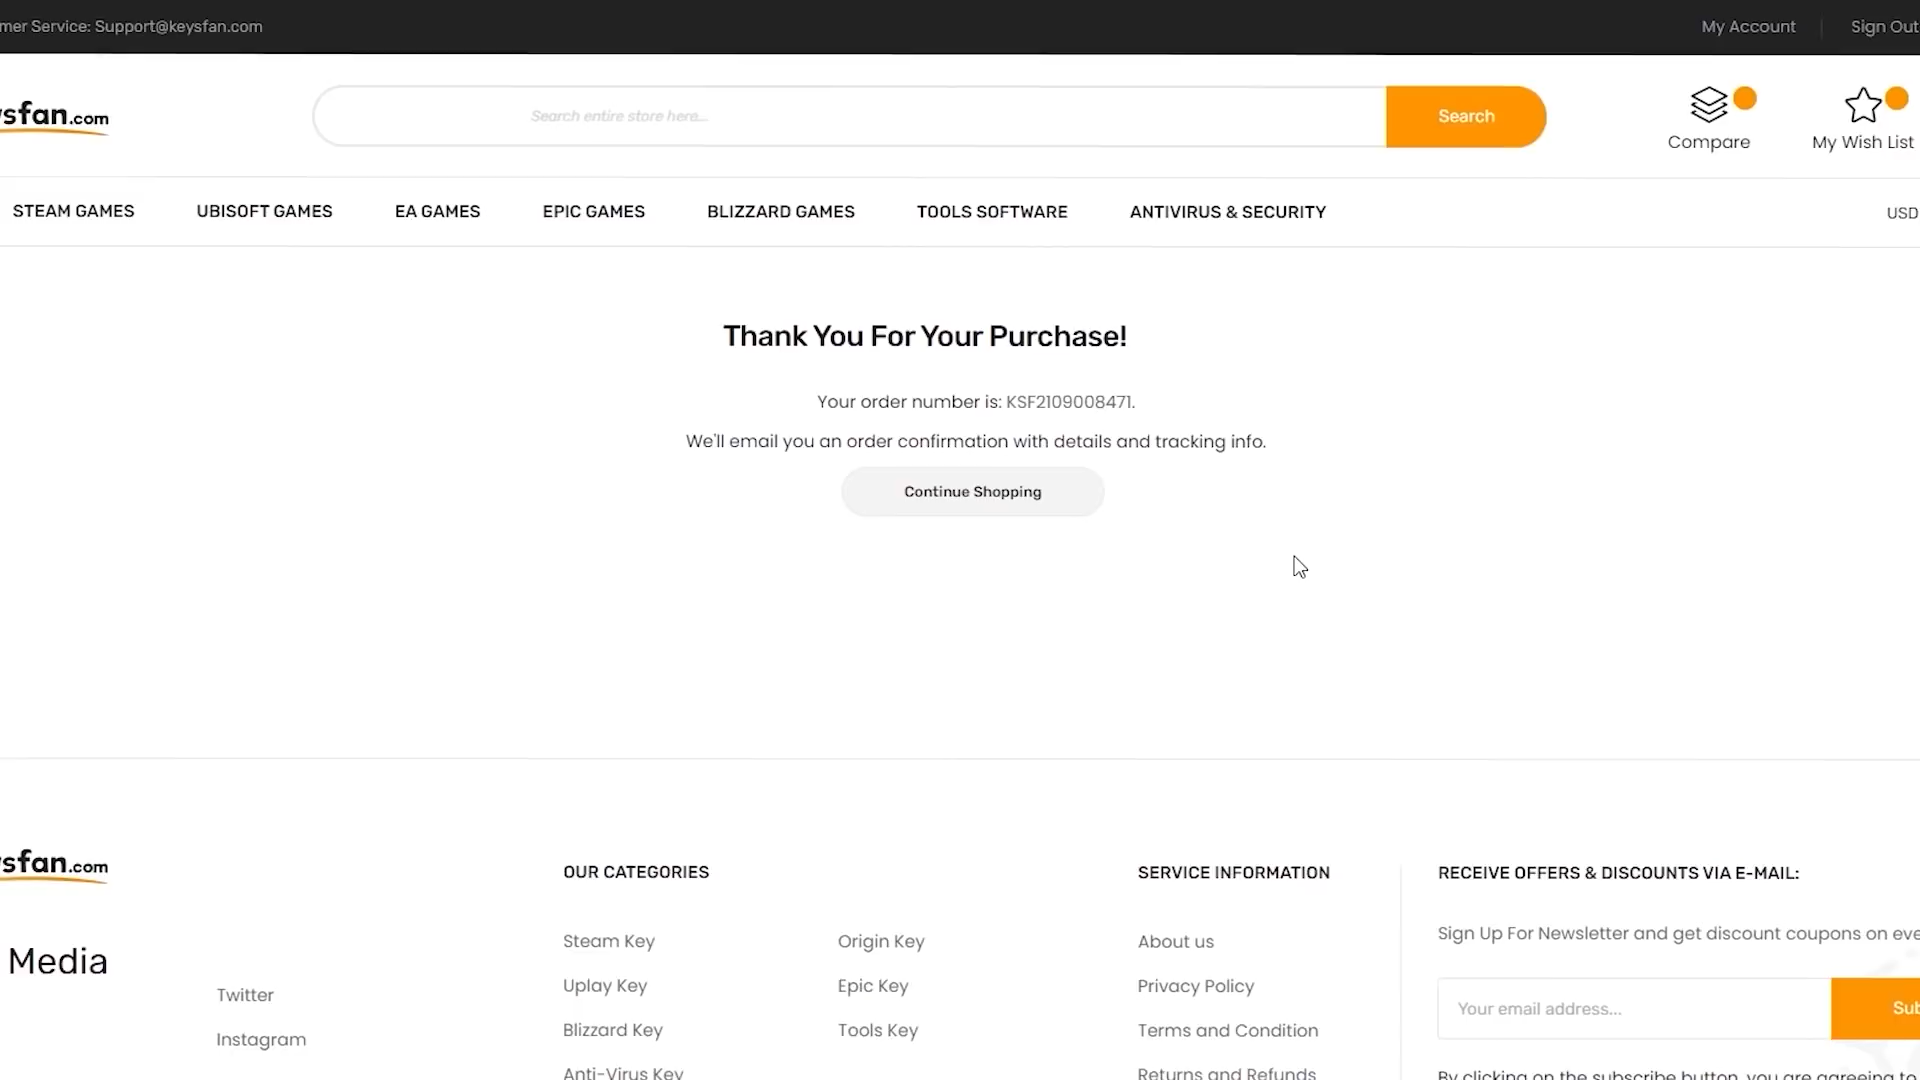 mer Service: Support@keysfan.com
My Account
Sign Out
sfan.com
Search entire store here...
Search
Compare
My Wish List
STEAM GAMES
UBISOFT GAMES
EA GAMES
EPIC GAMES
BLIZZARD GAMES
TOOLS SOFTWARE
ANTIVIRUS & SECURITY
USD
Thank You For Your Purchase!
Your order number is: KSF2109008471.
We'll email you an order confirmation with details and tracking info.
Continue Shopping
sfan.com
Media
Twitter
Instagram
OUR CATEGORIES
Steam Key
Origin Key
Uplay Key
Epic Key
Blizzard Key
Tools Key
Anti-Virus Key
SERVICE INFORMATION
About us
Privacy Policy
Terms and Condition
Returns and Refunds
RECEIVE OFFERS & DISCOUNTS VIA E-MAIL:
Sign Up For Newsletter and get discount coupons on eve
Your email address...
Sub
By clicking on the subscribe button, you are agreeing to